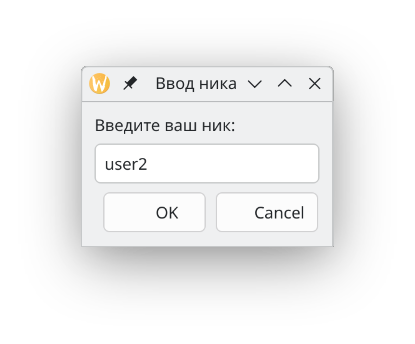 Ввод ника
Введите ваш ник:
user2
OK Cancel